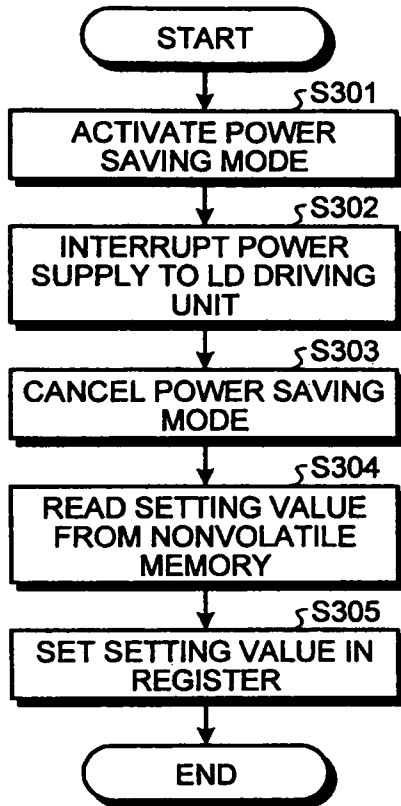 START
S301
ACTIVATE POWER
SAVING MODE
S302
INTERRUPT POWER
SUPPLY TO LD DRIVING
UNIT
S303
CANCEL POWER SAVING
MODE
S304
READ SETTING VALUE
FROM NONVOLATILE
MEMORY
S305
SET SETTING VALUE IN
REGISTER
END